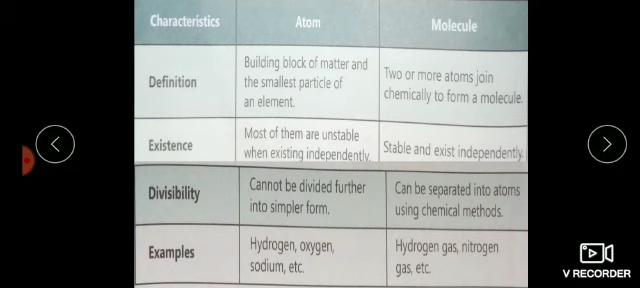 Characteristics Atom Molecule
Definition
Building block of matter and
the smallest particle of
an element.
Two or more atoms join
chemically to form a molecule.
Existence
Most of them are unstable
when existing independently.
Stable and exist independently.
Divisibility
Cannot be divided further
into simpler form.
Can be separated into atoms
using chemical methods.
Examples
Hydrogen, oxygen,
sodium, etc.
Hydrogen gas, nitrogen
gas, etc.
V RECORDER